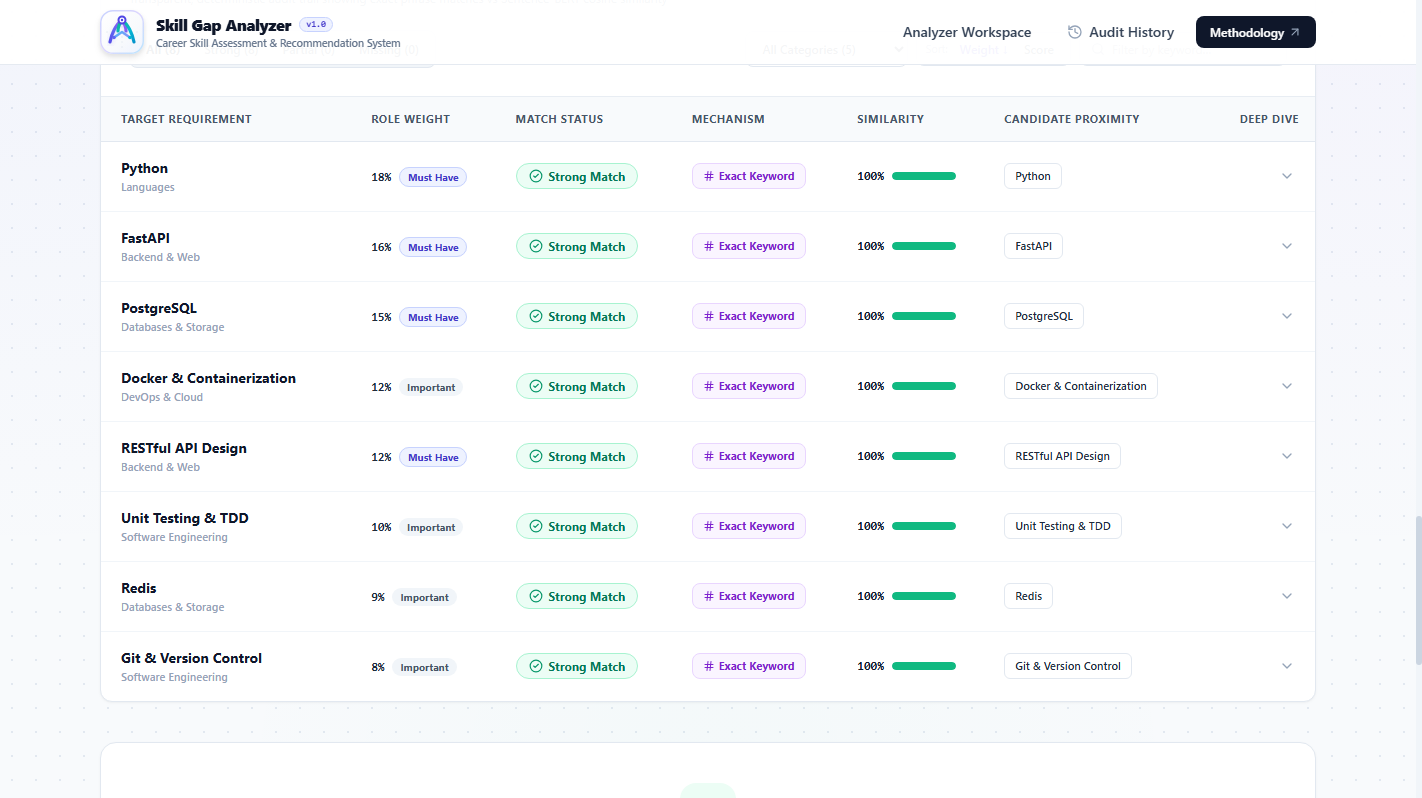 Skill Gap Analyzer v1.0
Career Skill Assessment & Recommendation System
Analyzer Workspace
Audit History
Methodology
All Categories (5)
Weight
Score
TARGET REQUIREMENT ROLE WEIGHT MATCH STATUS MECHANISM SIMILARITY CANDIDATE PROXIMITY DEEP DIVE
Python
Languages
18% Must Have Strong Match # Exact Keyword 100% Python
FastAPI
Backend & Web
16% Must Have Strong Match # Exact Keyword 100% FastAPI
PostgreSQL
Databases & Storage
15% Must Have Strong Match # Exact Keyword 100% PostgreSQL
Docker & Containerization
DevOps & Cloud
12% Important Strong Match # Exact Keyword 100% Docker & Containerization
RESTful API Design
Backend & Web
12% Must Have Strong Match # Exact Keyword 100% RESTful API Design
Unit Testing & TDD
Software Engineering
10% Important Strong Match # Exact Keyword 100% Unit Testing & TDD
Redis
Databases & Storage
9% Important Strong Match # Exact Keyword 100% Redis
Git & Version Control
Software Engineering
8% Important Strong Match # Exact Keyword 100% Git & Version Control